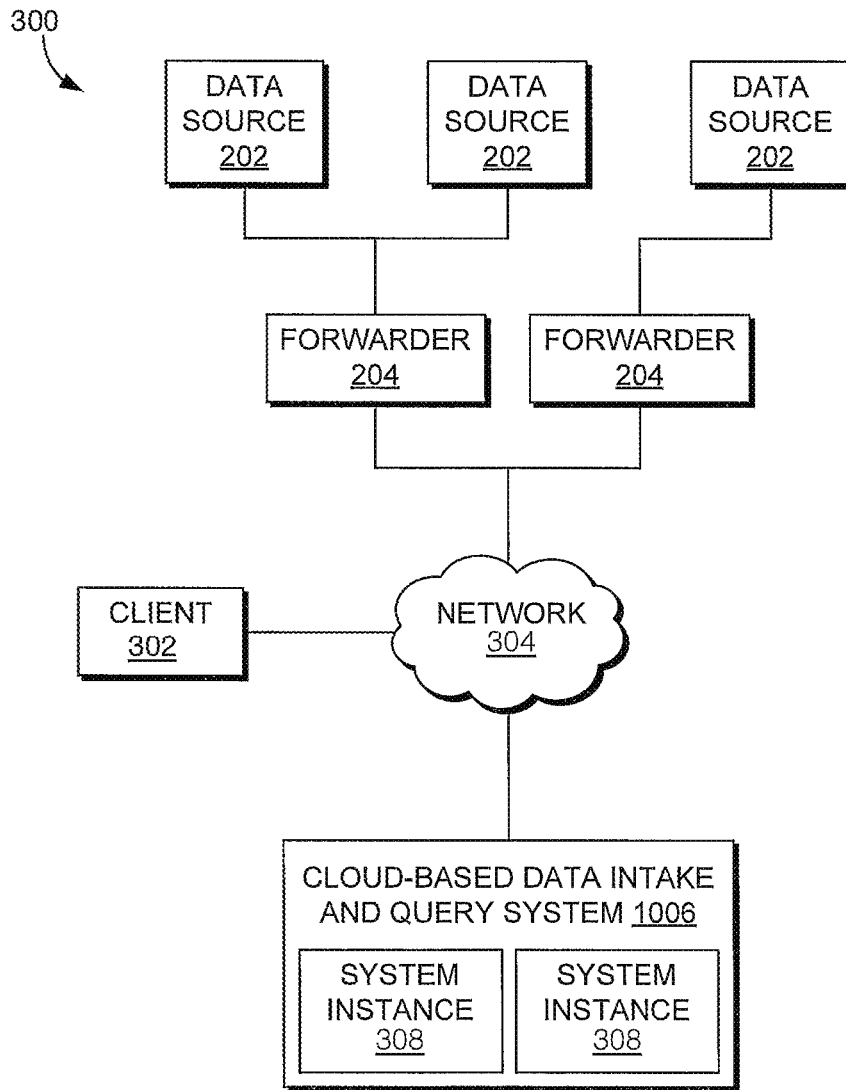 300
DATA
SOURCE
202
DATA
SOURCE
202
DATA
SOURCE
202
FORWARDER
204
FORWARDER
204
CLIENT
302
NETWORK
304
CLOUD-BASED DATA INTAKE
AND QUERY SYSTEM 1006
SYSTEM
INSTANCE
308
SYSTEM
INSTANCE
308